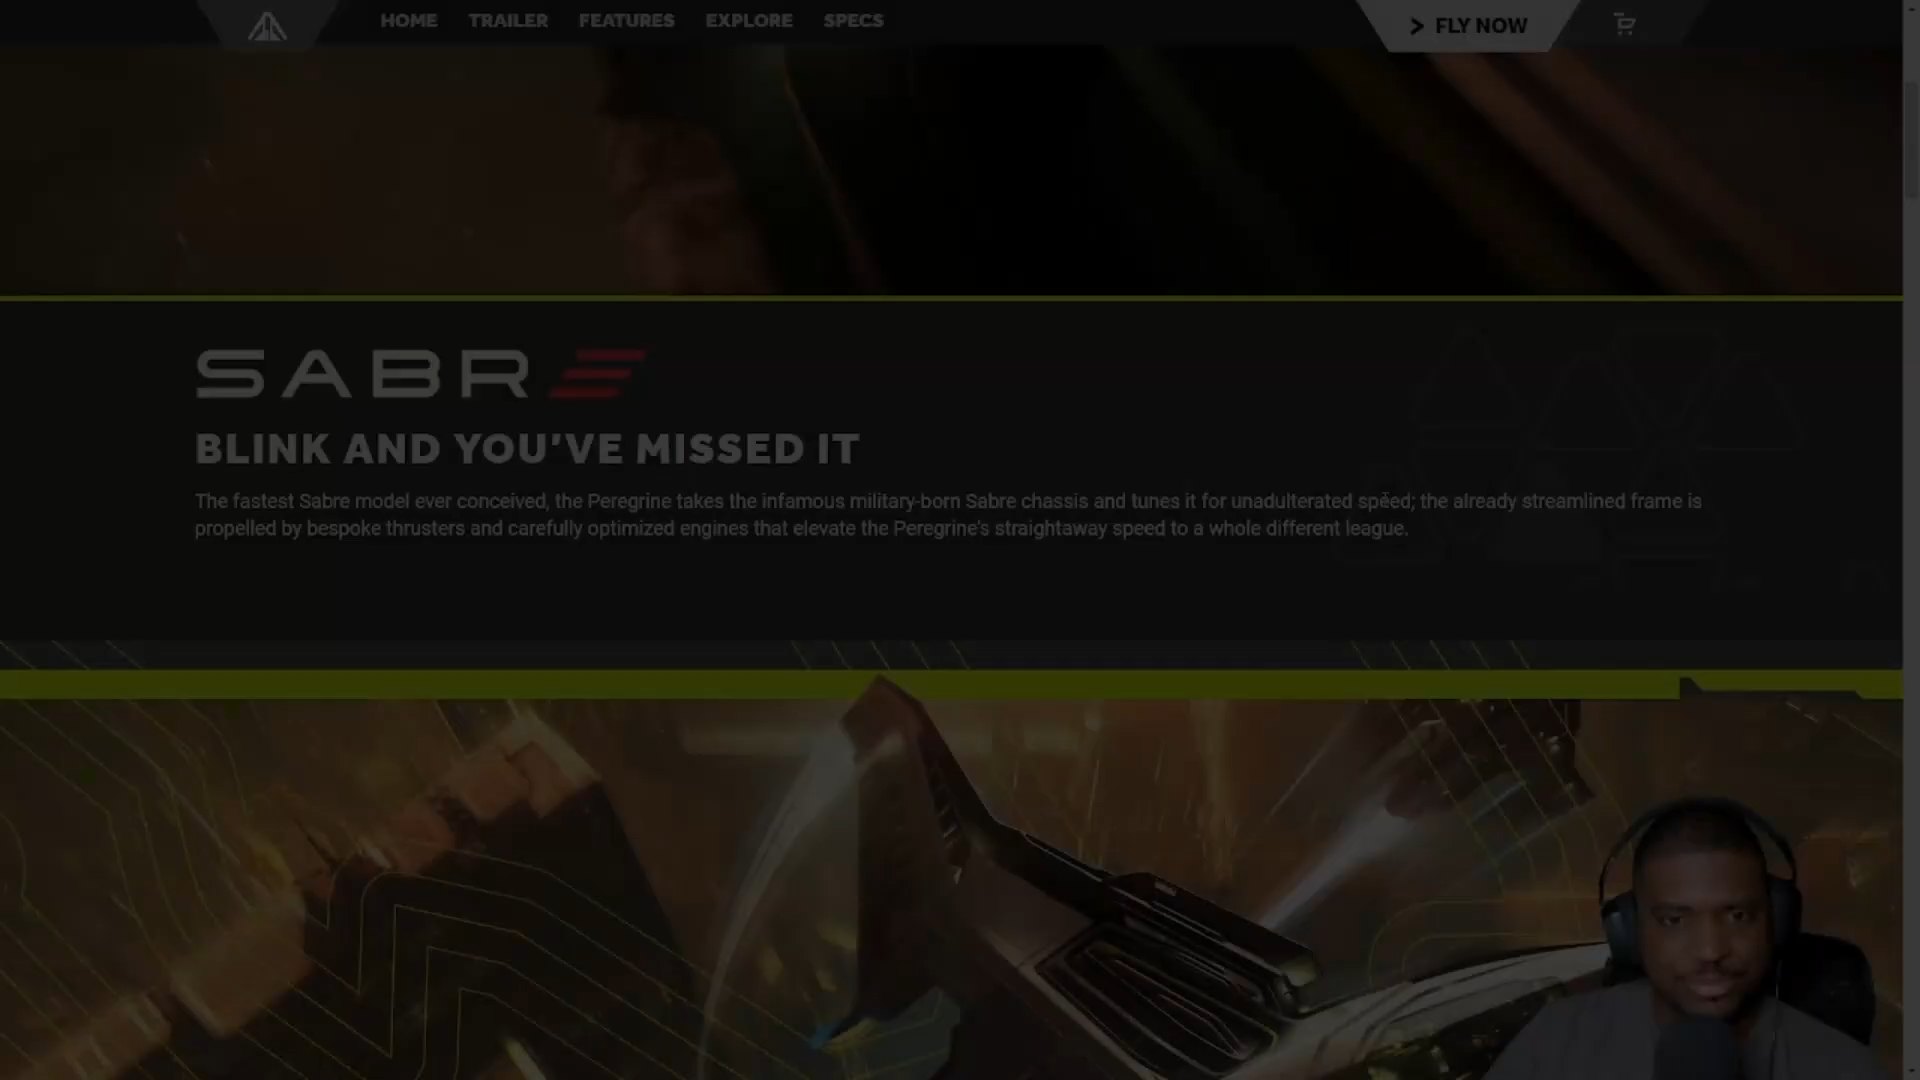 HOME TRAILER FEATURES EXPLORE SPECS
FLY NOW
SABRE
BLINK AND YOU'VE MISSED IT
The fastest Sabre model ever conceived, the Peregrine takes the infamous military-born Sabre chassis and tunes it for unadulterated speed; the already streamlined frame is
propelled by bespoke thrusters and carefully optimized engines that elevate the Peregrine's straightaway speed to a whole different league.